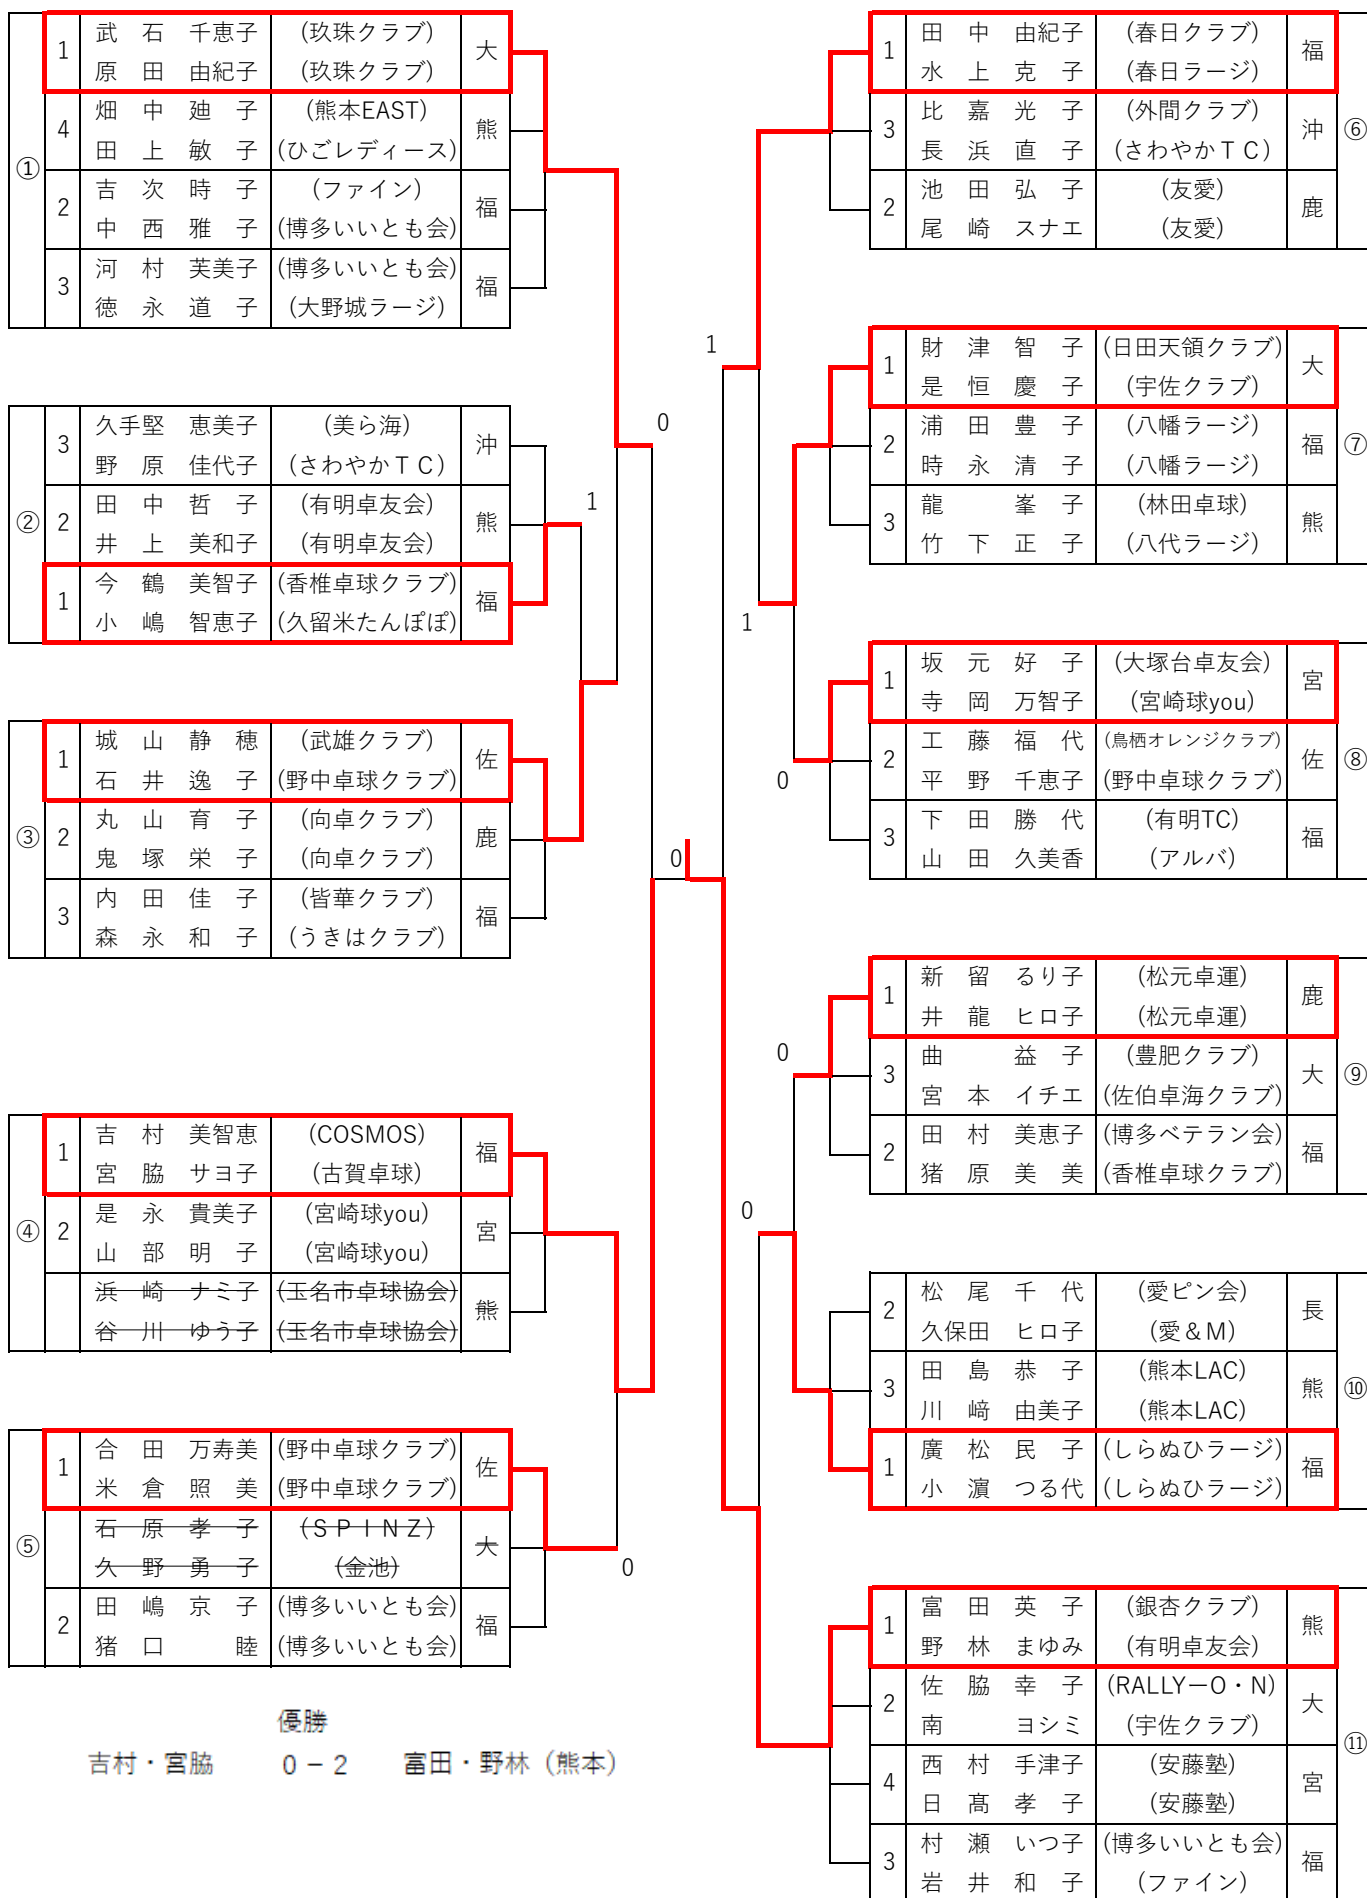 ①
1 武石 千恵子 (玖珠クラブ) 大
原田 由紀子 (玖珠クラブ)
4 畑中 廸子 (熊本EAST) 熊
田上 敏子 (ひごレディース)
2 吉次 時子 (ファイン) 福
中西 雅子 (博多いいとも会)
3 河村 芙美子 (博多いいとも会) 福
徳永 道子 (大野城ラージ)
②
3 久手堅 恵美子 (美ら海) 沖
野原 佳代子 (さわやかＴＣ)
2 田中 哲子 (有明卓友会) 熊
井上 美和子 (有明卓友会)
1 今鶴 美智子 (香椎卓球クラブ) 福
小嶋 智恵子 (久留米たんぽぽ)
③
1 城山 静穂 (武雄クラブ) 佐
石井 逸子 (野中卓球クラブ)
2 丸山 育子 (向卓クラブ) 鹿
鬼塚 栄子 (向卓クラブ)
3 内田 佳子 (皆華クラブ) 福
森永 和子 (うきはクラブ)
④
1 吉村 美智恵 (COSMOS) 福
宮脇 サヨ子 (古賀卓球)
2 是永 貴美子 (宮崎球you) 宮
山部 明子 (宮崎球you)
浜崎 ナミ子 (玉名市卓球協会) 熊
谷川 ゆう子 (玉名市卓球協会)
⑤
1 合田 万寿美 (野中卓球クラブ) 佐
米倉 照美 (野中卓球クラブ)
石原 孝子 (ＳＰＩＮＺ) 大
久野 勇子 (金池)
2 田嶋 京子 (博多いいとも会) 福
猪口 睦 (博多いいとも会)
0
1
0
0
1
1
0
0
0
⑥
1 田中 由紀子 (春日クラブ) 福
水上 克子 (春日ラージ)
3 比嘉 光子 (外間クラブ) 沖
長浜 直子 (さわやかＴＣ)
2 池田 弘子 (友愛) 鹿
尾崎 スナエ (友愛)
⑦
1 財津 智子 (日田天領クラブ) 大
是恒 慶子 (宇佐クラブ)
2 浦田 豊子 (八幡ラージ) 福
時永 清子 (八幡ラージ)
3 龍 峯子 (林田卓球) 熊
竹下 正子 (八代ラージ)
⑧
1 坂元 好子 (大塚台卓友会) 宮
寺岡 万智子 (宮崎球you)
2 工藤 福代 (鳥栖オレンジクラブ) 佐
平野 千恵子 (野中卓球クラブ)
3 下田 勝代 (有明TC) 福
山田 久美香 (アルバ)
⑨
1 新留 るり子 (松元卓運) 鹿
井龍 ヒロ子 (松元卓運)
3 曲 益子 (豊肥クラブ) 大
宮本 イチエ (佐伯卓海クラブ)
2 田村 美恵子 (博多ベテラン会) 福
猪原 美美 (香椎卓球クラブ)
⑩
2 松尾 千代 (愛ピン会) 長
久保田 ヒロ子 (愛＆M)
3 田島 恭子 (熊本LAC) 熊
川﨑 由美子 (熊本LAC)
1 廣松 民子 (しらぬひラージ) 福
小濵 つる代 (しらぬひラージ)
⑪
1 富田 英子 (銀杏クラブ) 熊
野林 まゆみ (有明卓友会)
2 佐脇 幸子 (RALLYーO・N) 大
南 ヨシミ (宇佐クラブ)
4 西村 手津子 (安藤塾) 宮
日髙 孝子 (安藤塾)
3 村瀬 いつ子 (博多いいとも会) 福
岩井 和子 (ファイン)
優勝
吉村・宮脇 0－2 富田・野林（熊本）